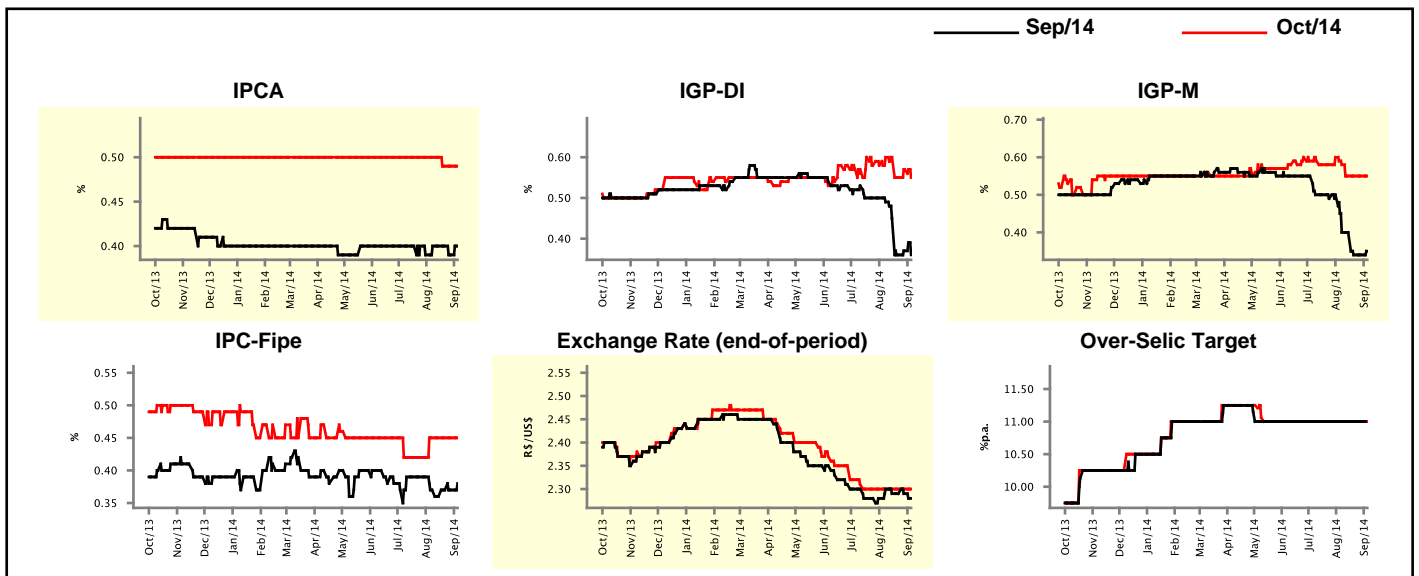 Sep/14 Oct/14
IPCA
%
0.50
0.45
0.40
Oct/13 Nov/13 Dec/13 Jan/14 Feb/14 Mar/14 Apr/14 May/14 Jun/14 Jul/14 Aug/14 Sep/14
IGP-DI
%
0.60
0.50
0.40
Oct/13 Nov/13 Dec/13 Jan/14 Feb/14 Mar/14 Apr/14 May/14 Jun/14 Jul/14 Aug/14 Sep/14
IGP-M
%
0.70
0.60
0.50
0.40
Oct/13 Nov/13 Dec/13 Jan/14 Feb/14 Mar/14 Apr/14 May/14 Jun/14 Jul/14 Aug/14 Sep/14
IPC-Fipe
%
0.55
0.50
0.45
0.40
0.35
Oct/13 Nov/13 Dec/13 Jan/14 Feb/14 Mar/14 Apr/14 May/14 Jun/14 Jul/14 Aug/14 Sep/14
Exchange Rate (end-of-period)
R$/US$
2.55
2.50
2.45
2.40
2.35
2.30
Oct/13 Nov/13 Dec/13 Jan/14 Feb/14 Mar/14 Apr/14 May/14 Jun/14 Jul/14 Aug/14 Sep/14
Over-Selic Target
%p.a.
11.50
11.00
10.50
10.00
Oct/13 Nov/13 Dec/13 Jan/14 Feb/14 Mar/14 Apr/14 May/14 Jun/14 Jul/14 Aug/14 Sep/14